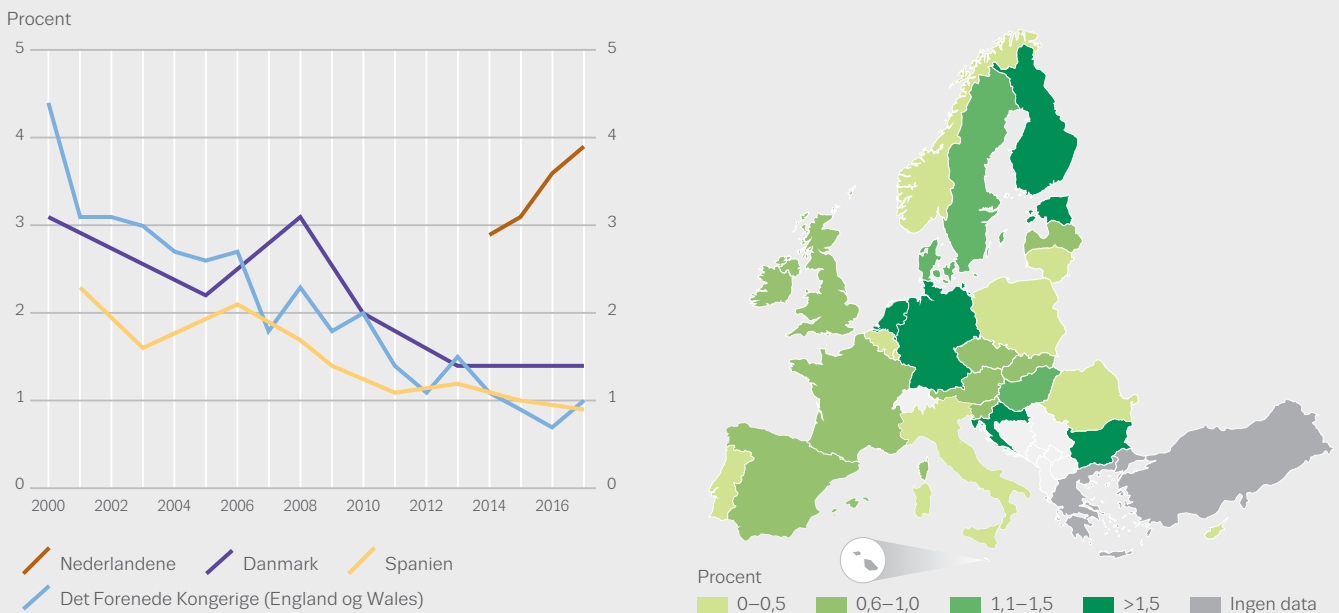 Procent
5 5
4 4
3 3
2 2
1 1
0 0
2000 2002 2004 2006 2008 2010 2012 2014 2016
Nederlandene Danmark Spanien
Det Forenede Kongerige (England og Wales)
Procent
0–0,5 0,6–1,0 1,1–1,5 >1,5 Ingen data